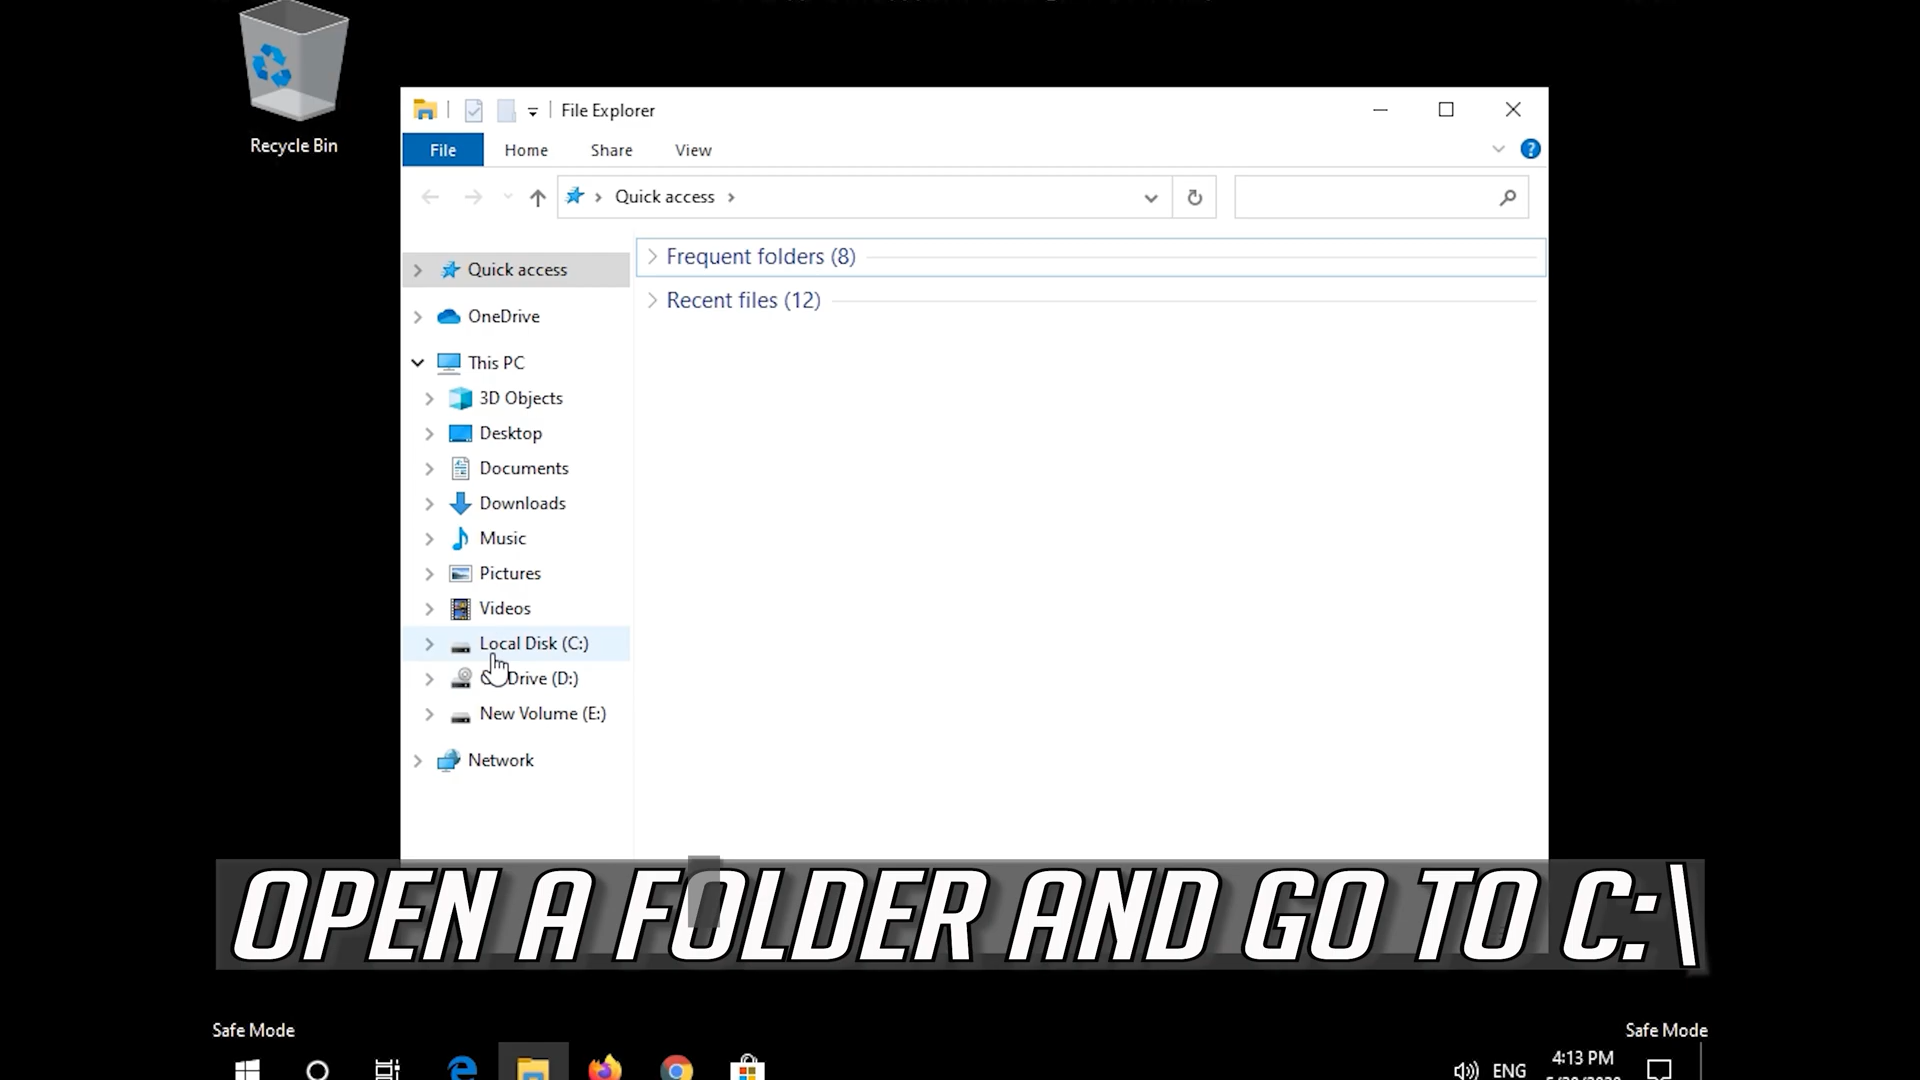 Recycle Bin
File Explorer
File Home Share View
Quick access
Frequent folders (8)
Recent files (12)
Quick access
OneDrive
This PC
3D Objects
Desktop
Documents
Downloads
Music
Pictures
Videos
Local Disk (C:)
Drive (D:)
New Volume (E:)
Network
OPEN A FOLDER AND GO TO C:\
Safe Mode
Safe Mode
ENG
4:13 PM